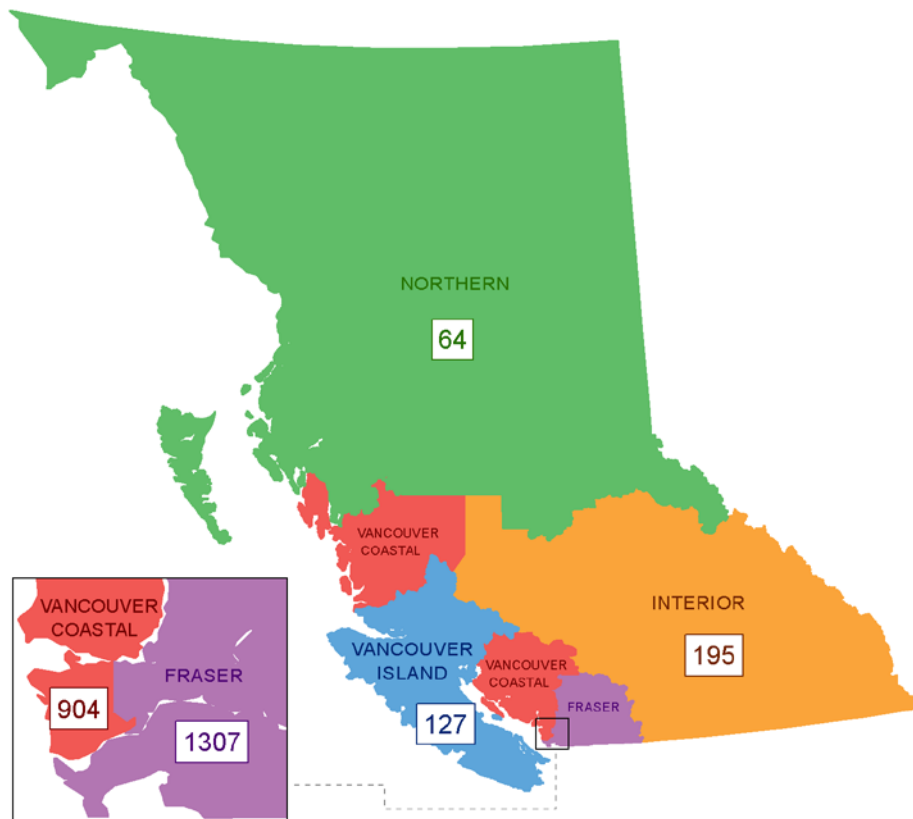 NORTHERN
64
VANCOUVER
COASTAL
INTERIOR
195
VANCOUVER
ISLAND
127
VANCOUVER
COASTAL
FRASER
VANCOUVER
COASTAL
904
FRASER
1307